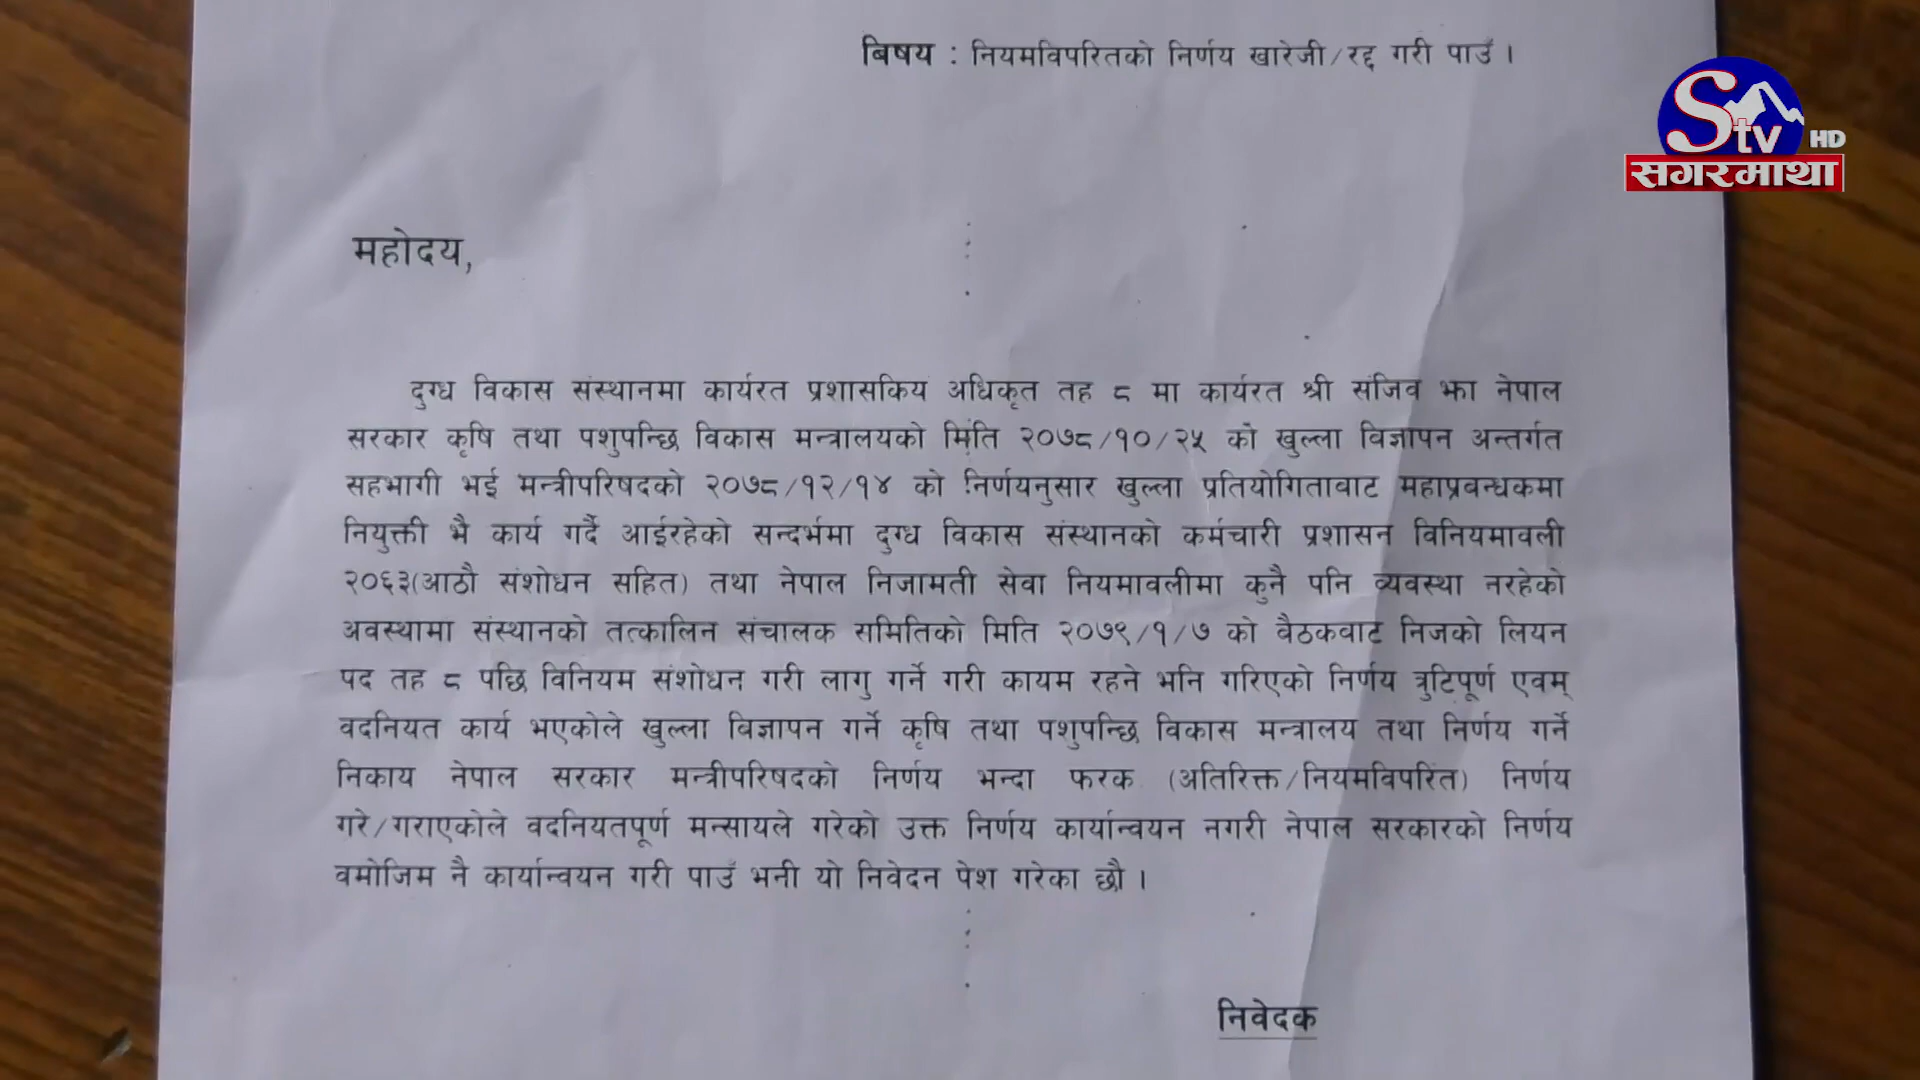 बिषय : नियमविपरितको निर्णय खारेजी/रद्द गरी पाउँ ।
STV HD
सगरमाथा
महोदय,
दुग्ध विकास संस्थानमा कार्यरत प्रशासकिय अधिकृत तह ८ मा कार्यरत श्री संजिव झा नेपाल
सरकार कृषि तथा पशुपन्छि विकास मन्त्रालयको मिति २०७८/१०/२५ को खुल्ला विज्ञापन अन्तर्गत
सहभागी भई मन्त्रीपरिषदको २०७८/१२/१४ को निर्णयनुसार खुल्ला प्रतियोगिताबाट महाप्रवन्धकमा
नियुक्ती भै कार्य गर्दै आईरहेको सन्दर्भमा दुग्ध विकास संस्थानको कर्मचारी प्रशासन विनियमावली
२०६३(आठौ संशोधन सहित) तथा नेपाल निजामती सेवा नियमावलीमा कुनै पनि व्यवस्था नरहेको
अवस्थामा संस्थानको तत्कालिन संचालक समितिको मिति २०७९/१/७ को वैठकवाट निजको लियन
पद तह ८ पछि विनियम संशोधन गरी लागु गर्ने गरी कायम रहने भनि गरिएको निर्णय त्रुटिपूर्ण एवम्
वदनियत कार्य भएकोले खुल्ला विज्ञापन गर्ने कृषि तथा पशुपन्छि विकास मन्त्रालय तथा निर्णय गर्ने
निकाय नेपाल सरकार मन्त्रीपरिषदको निर्णय भन्दा फरक (अतिरिक्त/नियमविपरित) निर्णय
गरे/गराएकोले वदनियतपूर्ण मन्सायले गरेको उक्त निर्णय कार्यान्वयन नगरी नेपाल सरकारको निर्णय
वमोजिम नै कार्यान्वयन गरी पाउँ भनी यो निवेदन पेश गरेका छौ ।
निवेदक